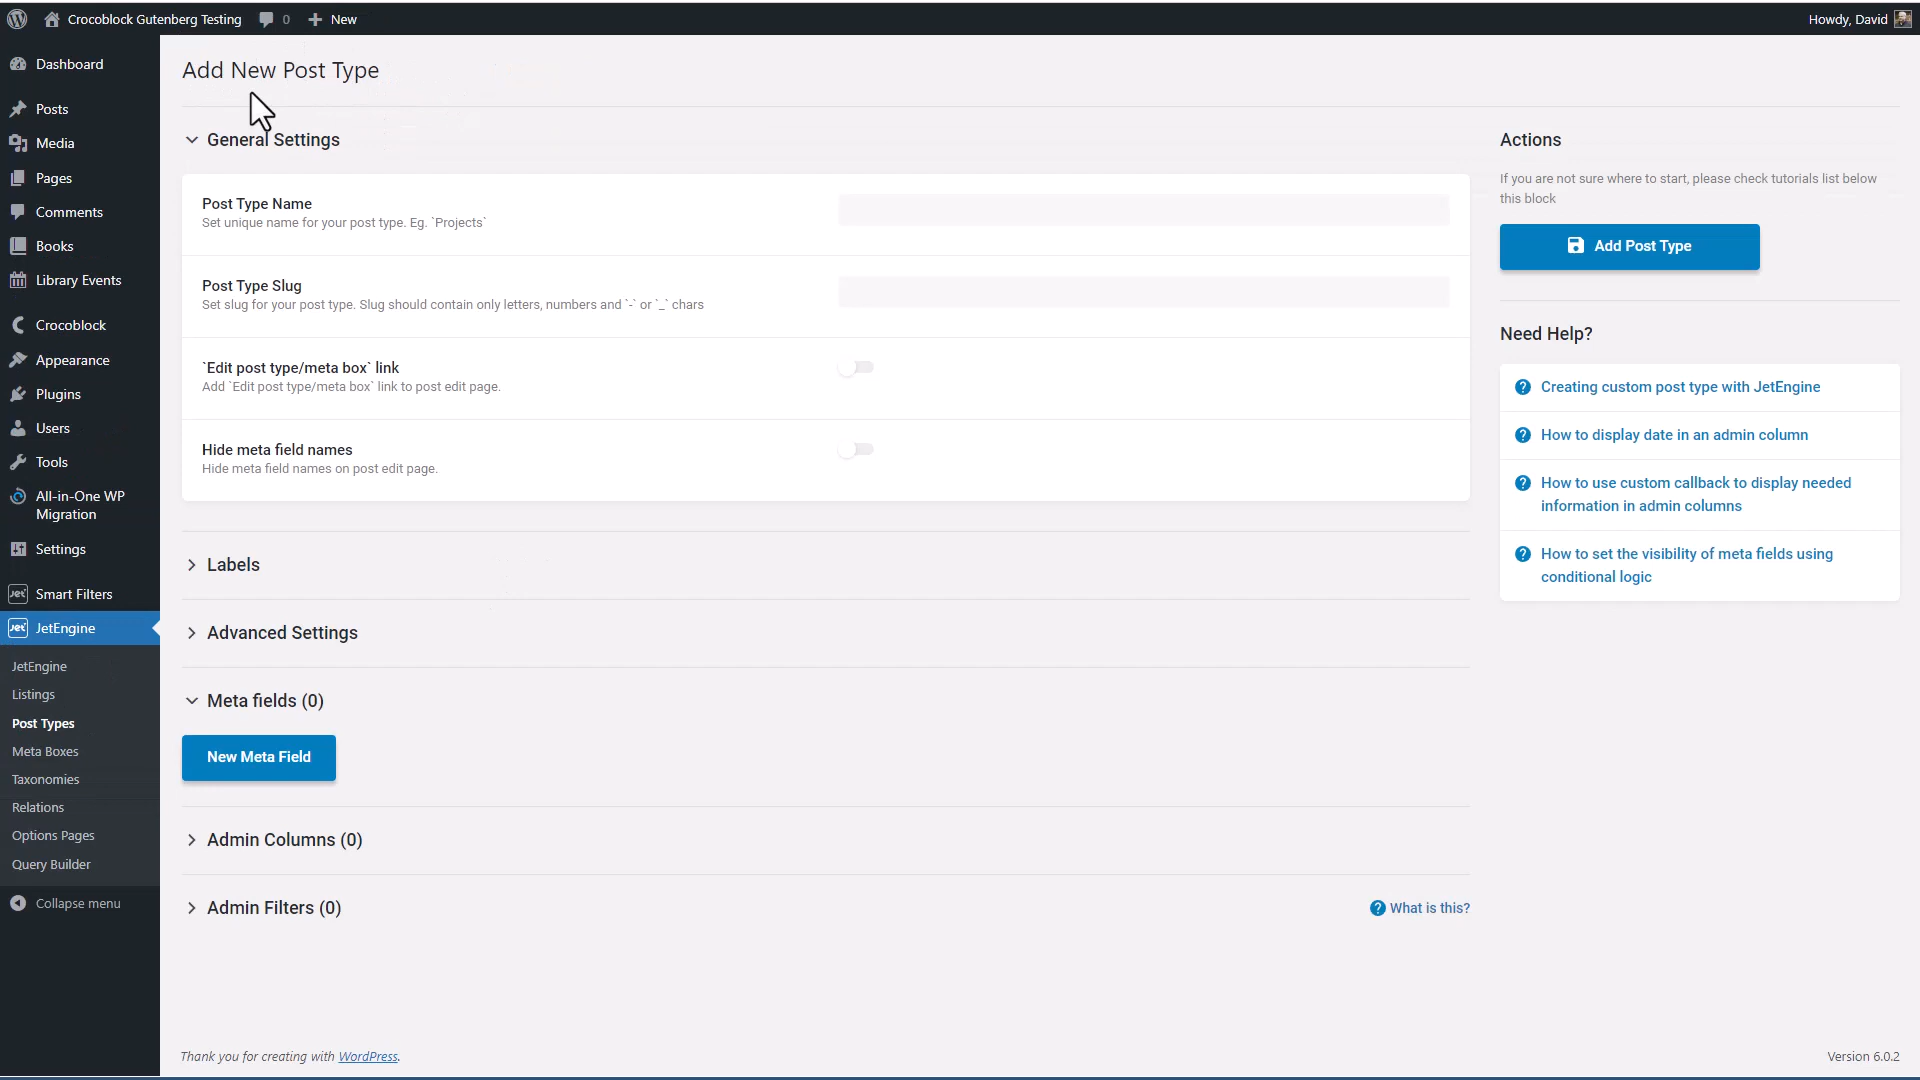 Crocoblock Gutenberg Testing 0 New Howdy, David
Dashboard
Posts
Media
Pages
Comments
Books
Library Events
Crocoblock
Appearance
Plugins
Users
Tools
All-in-One WP
Migration
Settings
Jet Smart Filters
Jet JetEngine
JetEngine
Listings
Post Types
Meta Boxes
Taxonomies
Relations
Options Pages
Query Builder
Collapse menu
Add New Post Type
General Settings
Post Type Name
Set unique name for your post type. Eg. `Projects`
Post Type Slug
Set slug for your post type. Slug should contain only letters, numbers and `-` or `_` chars
`Edit post type/meta box` link
Add `Edit post type/meta box` link to post edit page.
Hide meta field names
Hide meta field names on post edit page.
Labels
Advanced Settings
Meta fields (0)
New Meta Field
Admin Columns (0)
Admin Filters (0)
? What is this?
Actions
If you are not sure where to start, please check tutorials list below
this block
Add Post Type
Need Help?
? Creating custom post type with JetEngine
? How to display date in an admin column
? How to use custom callback to display needed
information in admin columns
? How to set the visibility of meta fields using
conditional logic
Thank you for creating with WordPress.
Version 6.0.2